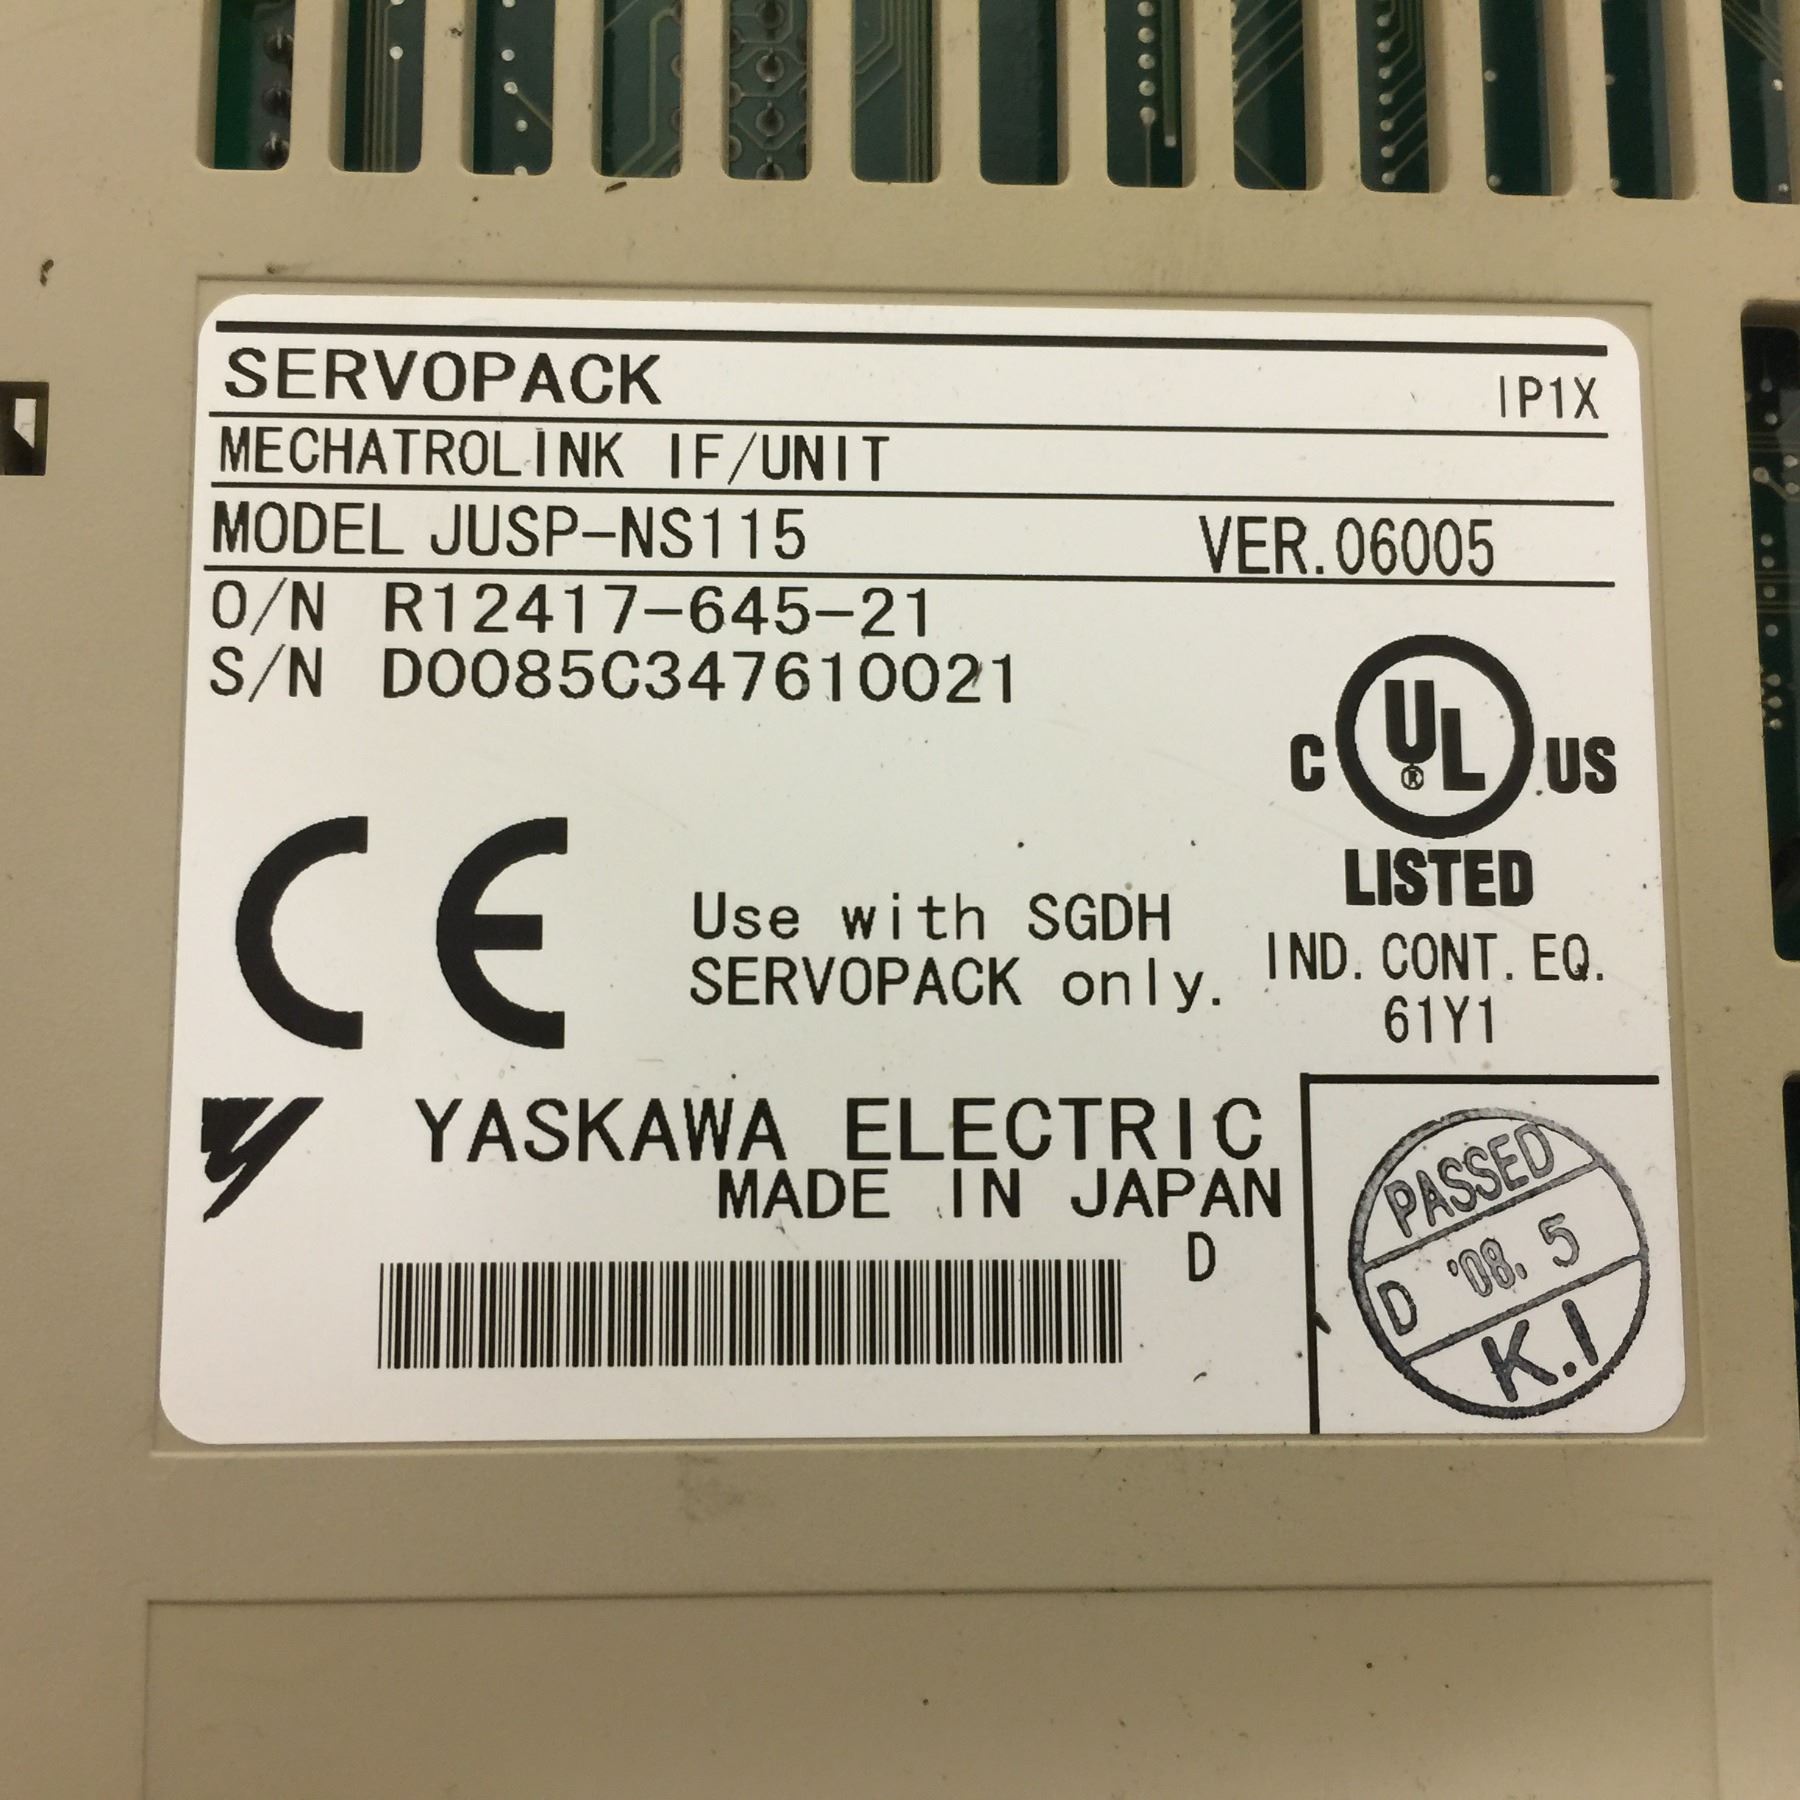 SERVOPACK IP1X
MECHATROLINK IF/UNIT
MODEL JUSP-NS115 VER.06005
O/N R12417-645-21
S/N D0085C347610021
C UL® US
LISTED
IND. CONT. EQ.
61Y1
CE
Use with SGDH
SERVOPACK only.
YASKAWA ELECTRIC
MADE IN JAPAN
D
PASSED
D '08. 5
K.I